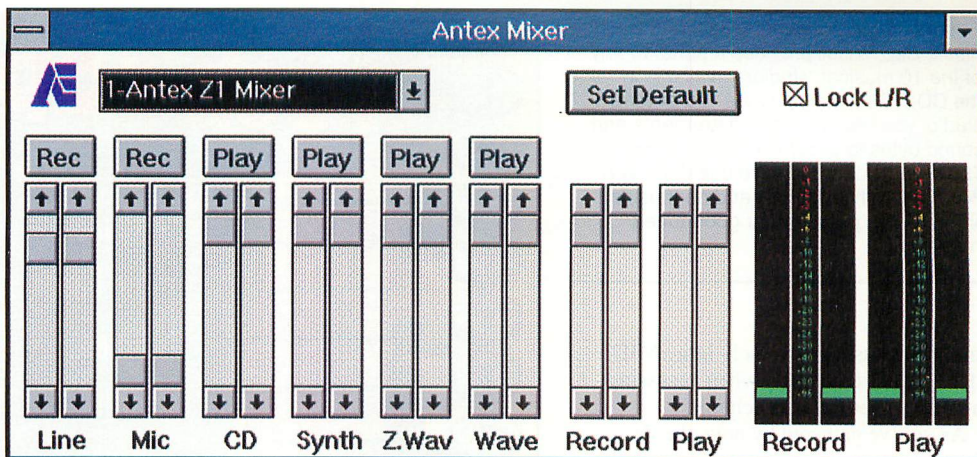 Antex Mixer
1-Antex Z1 Mixer
Set Default
Lock L/R
Rec Rec Play Play Play Play
Line Mic CD Synth Z.Wav Wave Record Play Record Play